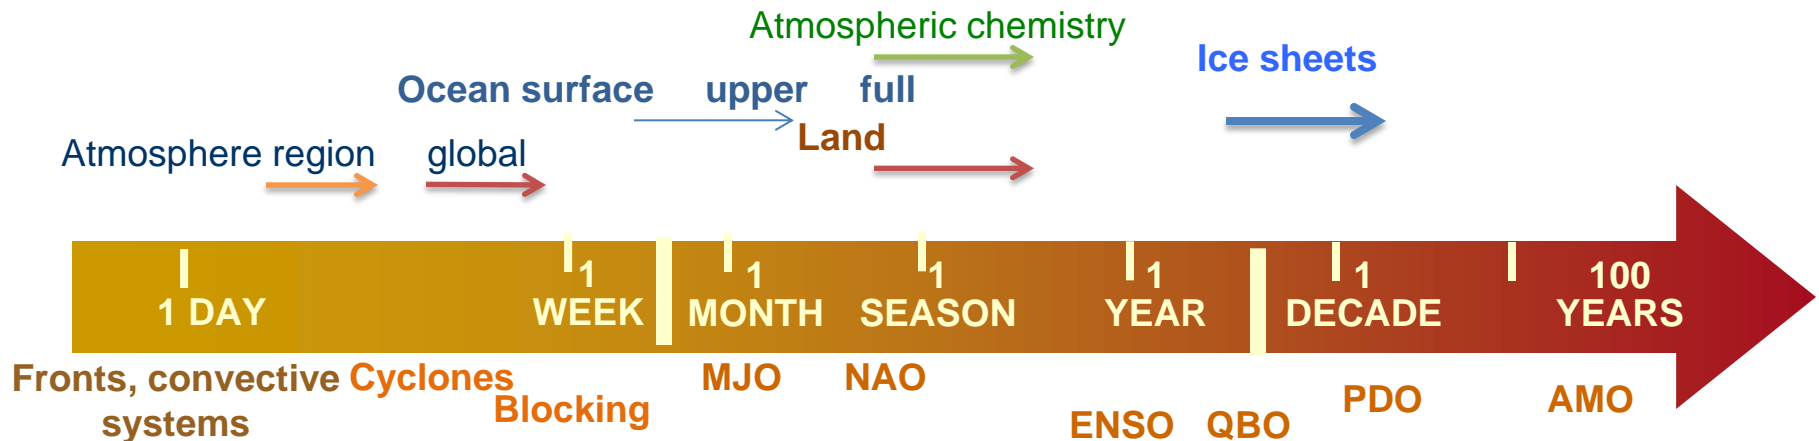 Atmospheric chemistry
Ice sheets
Ocean surface upper full
Land
Atmosphere region global
1 DAY
1
WEEK
1
MONTH
1
SEASON
1
YEAR
1
DECADE
100
YEARS
Fronts, convective
systems
Cyclones
Blocking
MJO
NAO
ENSO
QBO
PDO
AMO